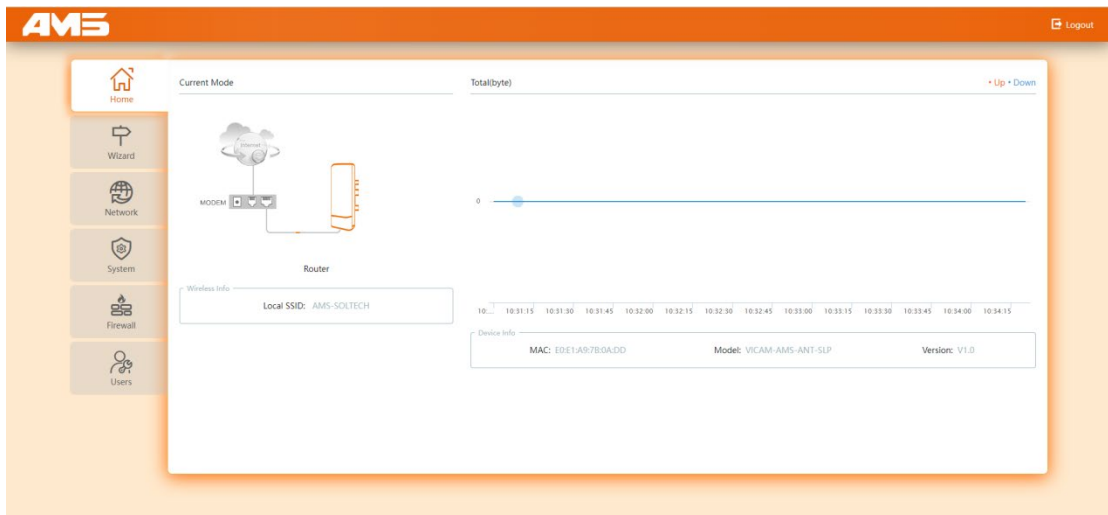 AMS
Logout
Home
Wizard
Network
System
Firewall
Users
Current Mode
Internet
MODEM
Router
Wireless Info
Local SSID: AMS-SOLTECH
Total(byte)
• Up • Down
0
10:... 10:31:15 10:31:30 10:31:45 10:32:00 10:32:15 10:32:30 10:32:45 10:33:00 10:33:15 10:33:30 10:33:45 10:34:00 10:34:15
Device Info
MAC: E0:E1:A9:7B:0A:DD Model: VICAM-AMS-ANT-SLP Version: V1.0